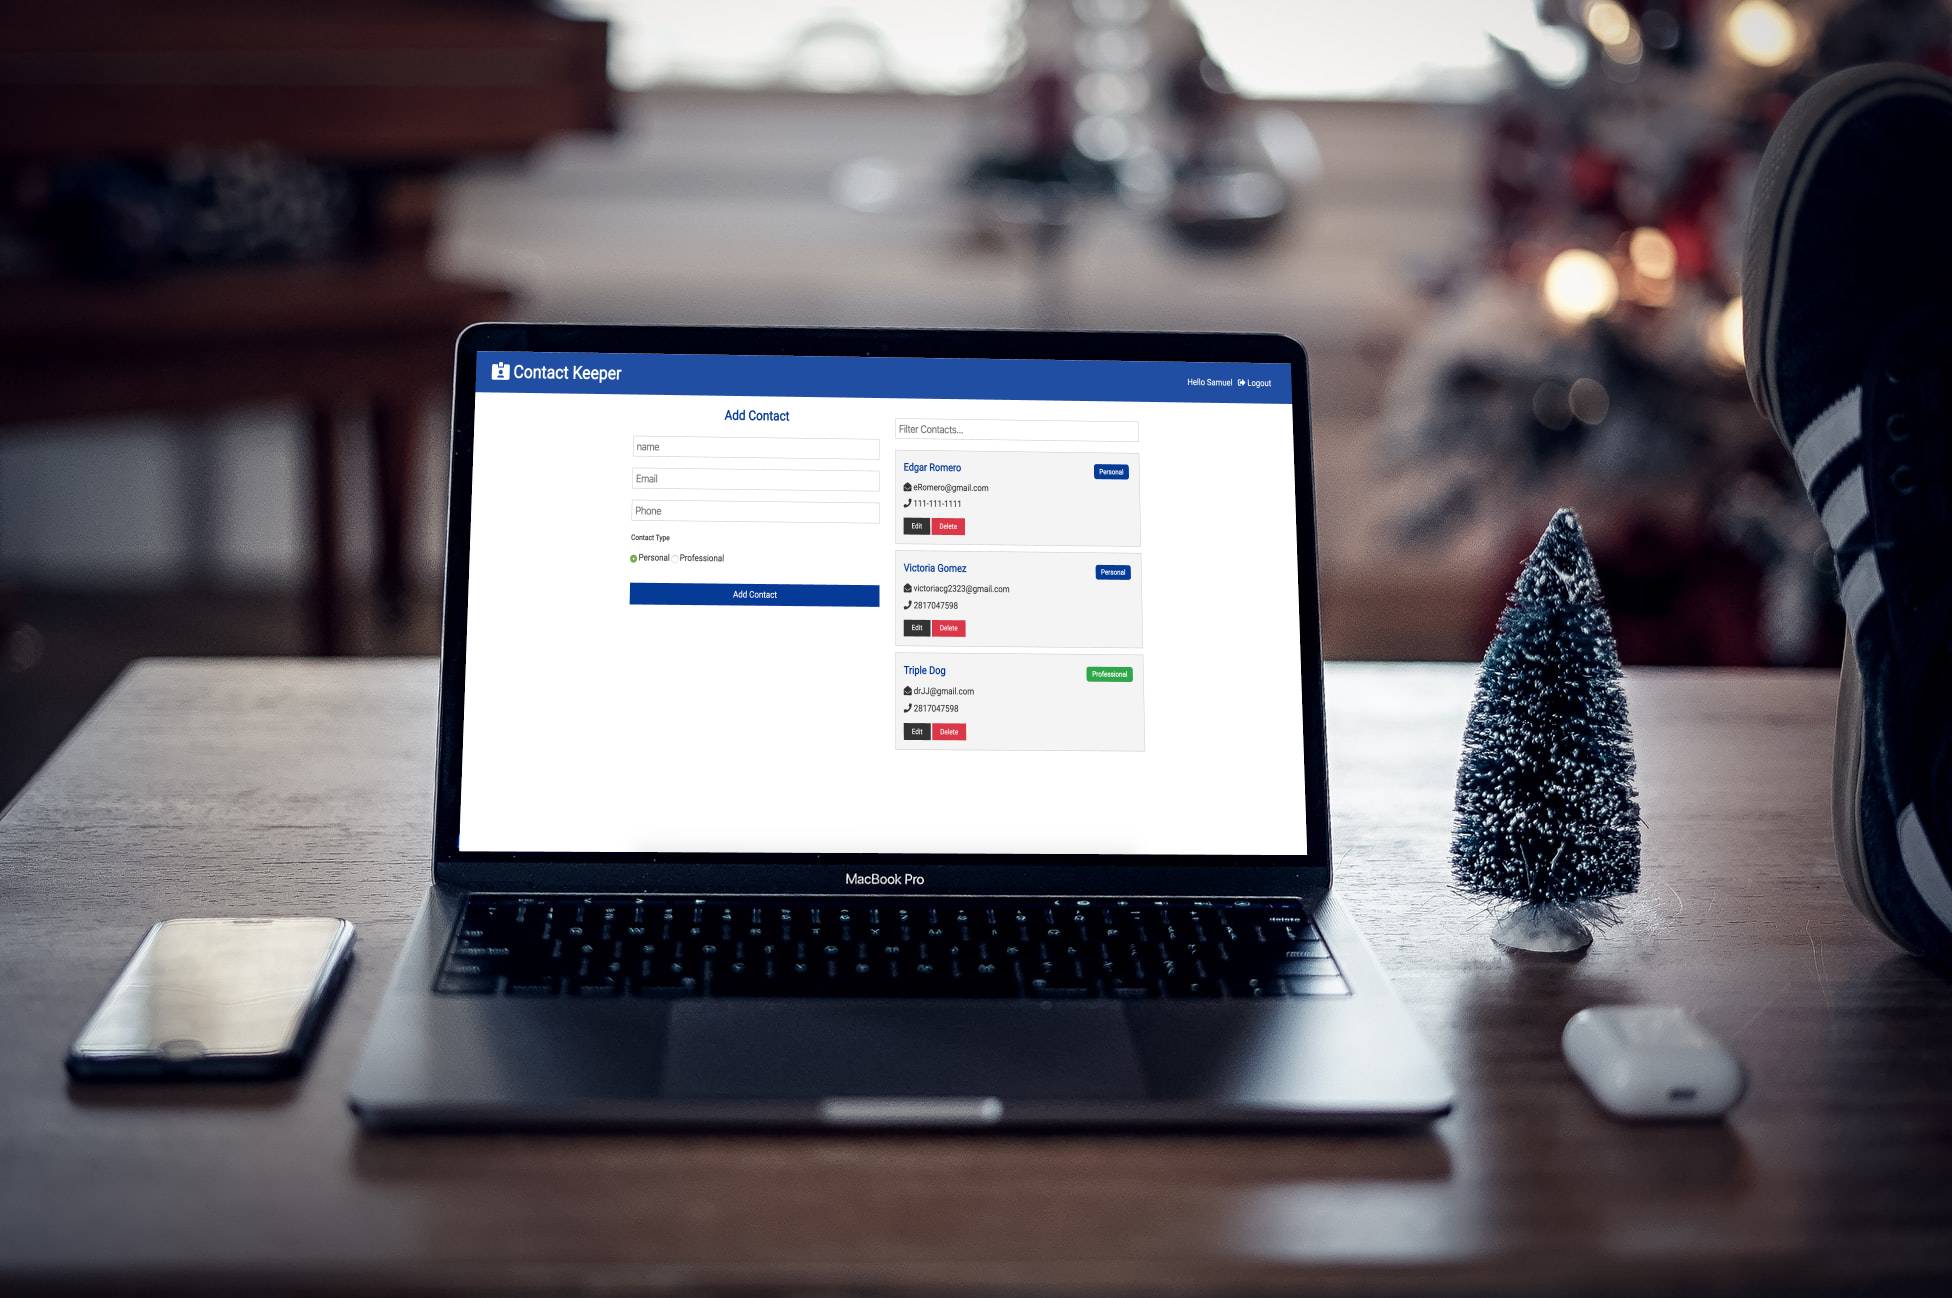 Contact Keeper
Hello Samuel Logout
Add Contact
name
Email
Phone
Contact Type
Personal Professional
Add Contact
Filter Contacts...
Edgar Romero
Personal
eRomero@gmail.com
111-111-1111
Edit Delete
Victoria Gomez
Personal
victoriacg2323@gmail.com
2817047598
Edit Delete
Triple Dog
Professional
drJJ@gmail.com
2817047598
Edit Delete
MacBook Pro
delete